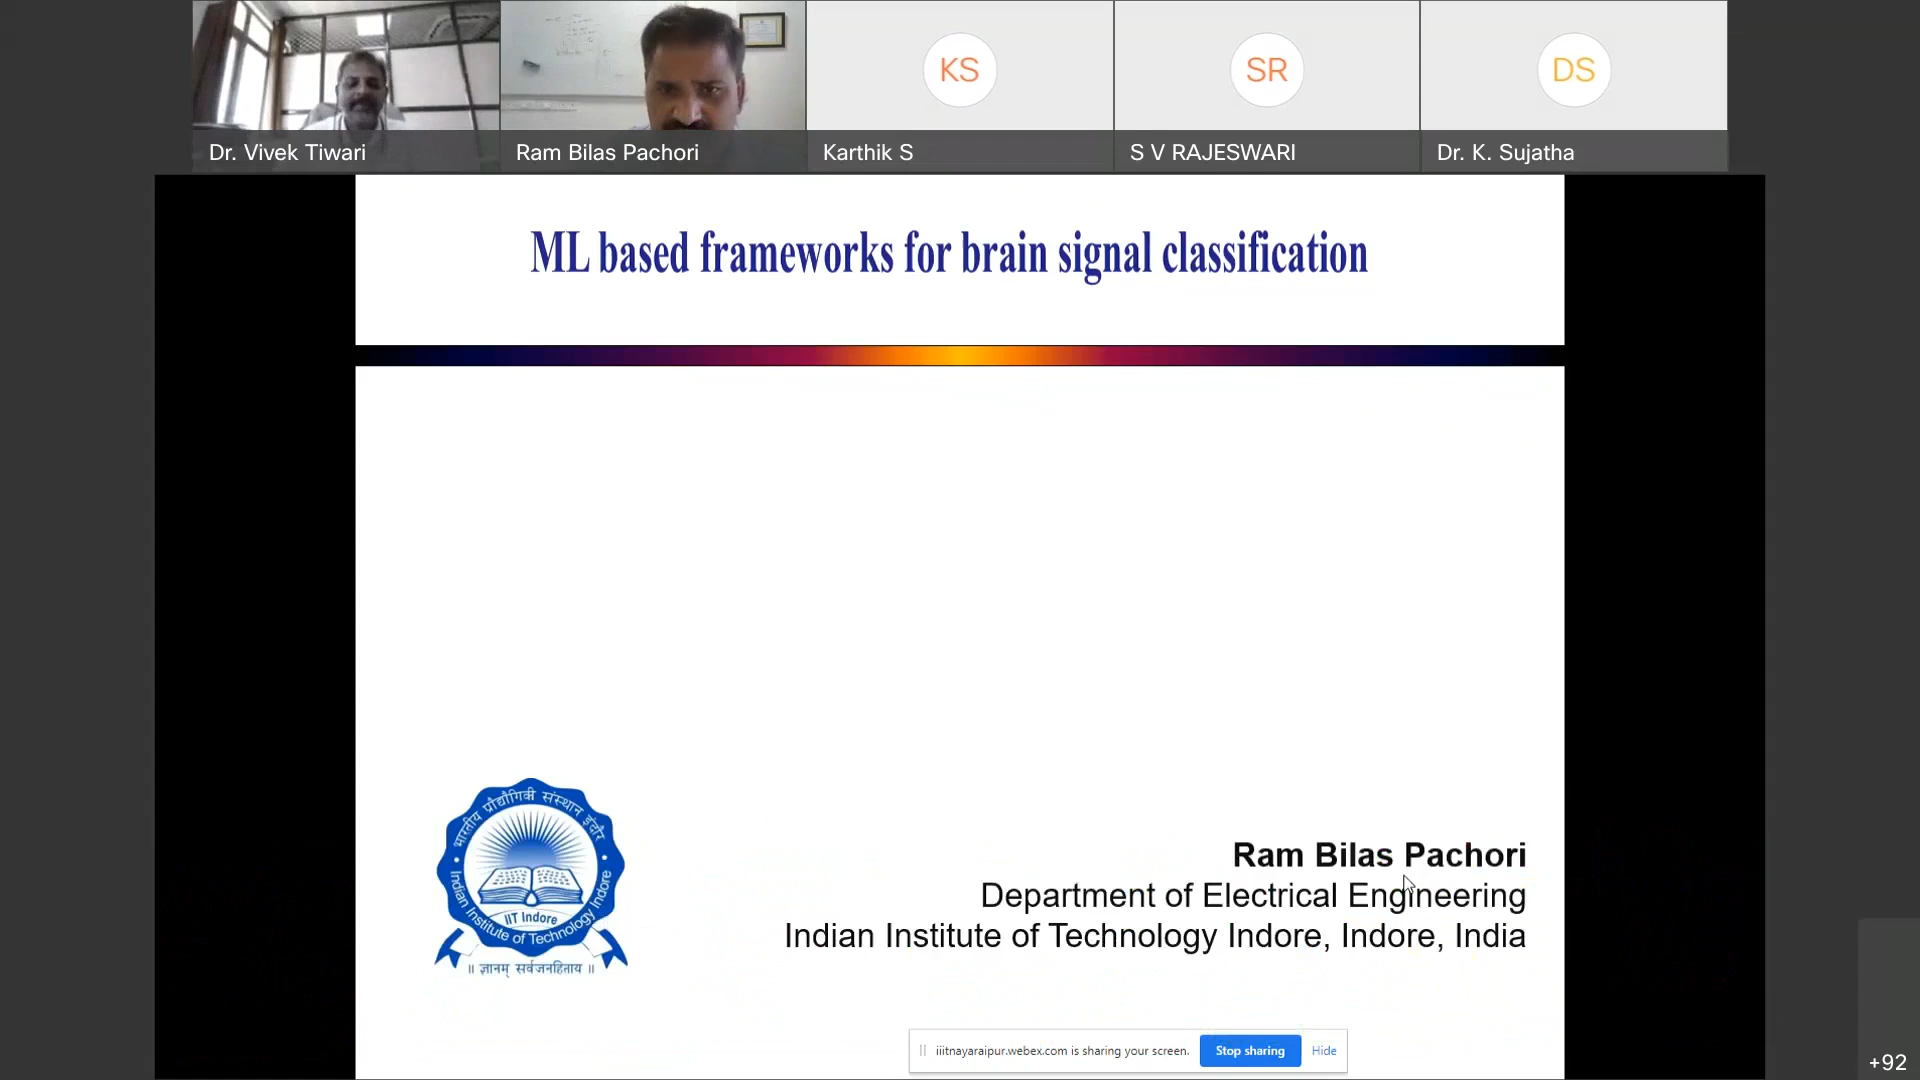 KS
SR
DS
Dr. Vivek Tiwari
Ram Bilas Pachori
Karthik S
S V RAJESWARI
Dr. K. Sujatha
ML based frameworks for brain signal classification
भारतीय प्रौद्योगिकी संस्थान इंदौर
IIT Indore
Indian Institute of Technology Indore
॥ ज्ञानम् सर्वजनहिताय ॥
Ram Bilas Pachori
Department of Electrical Engineering
Indian Institute of Technology Indore, Indore, India
iiitnayaraipur.webex.com is sharing your screen.
Stop sharing
Hide
+92